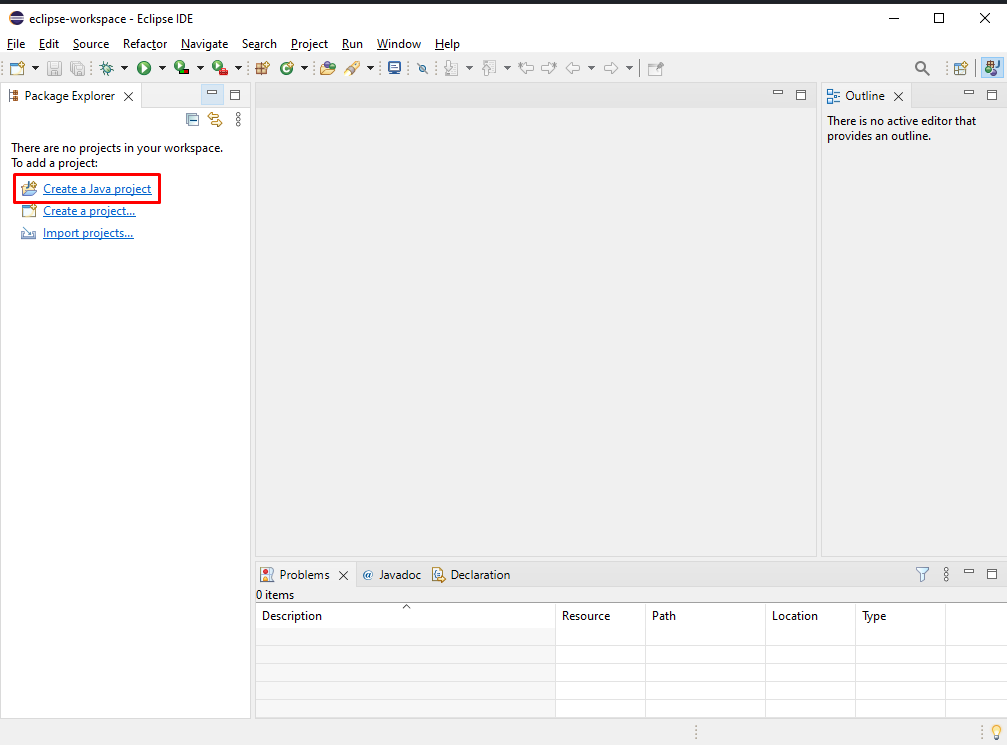 eclipse-workspace - Eclipse IDE
File Edit Source Refactor Navigate Search Project Run Window Help
Package Explorer
There are no projects in your workspace.
To add a project:
Create a Java project
Create a project...
Import projects...
Outline
There is no active editor that
provides an outline.
Problems @ Javadoc Declaration
0 items
Description Resource Path Location Type